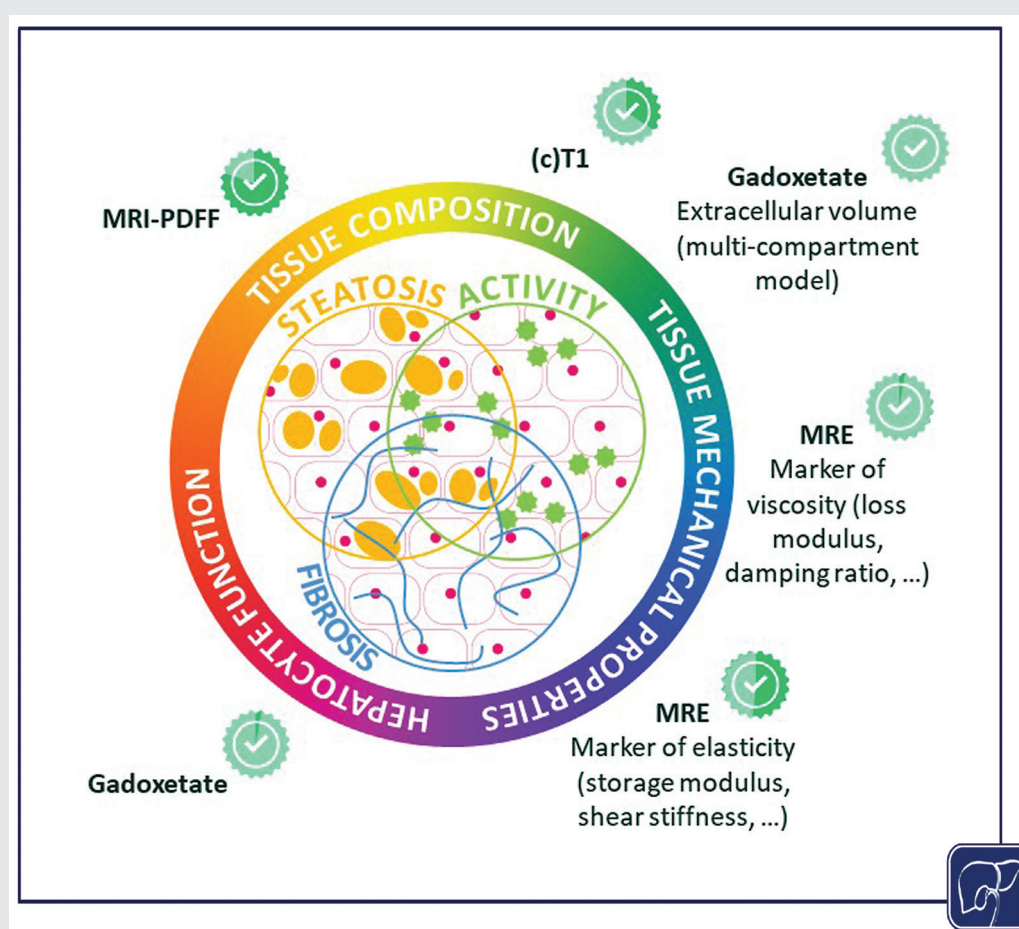 (c)T1
MRI-PDFF
Gadoxetate
Extracellular volume
(multi-compartment
model)
TISSUE COMPOSITION
STEATOSIS
ACTIVITY
TISSUE MECHANICAL PROPERTIES
MRE
Marker of
viscosity (loss
modulus,
damping ratio, ...)
FIBROSIS
HEPATOCYTE FUNCTION
MRE
Marker of elasticity
(storage modulus,
shear stiffness, ...)
Gadoxetate